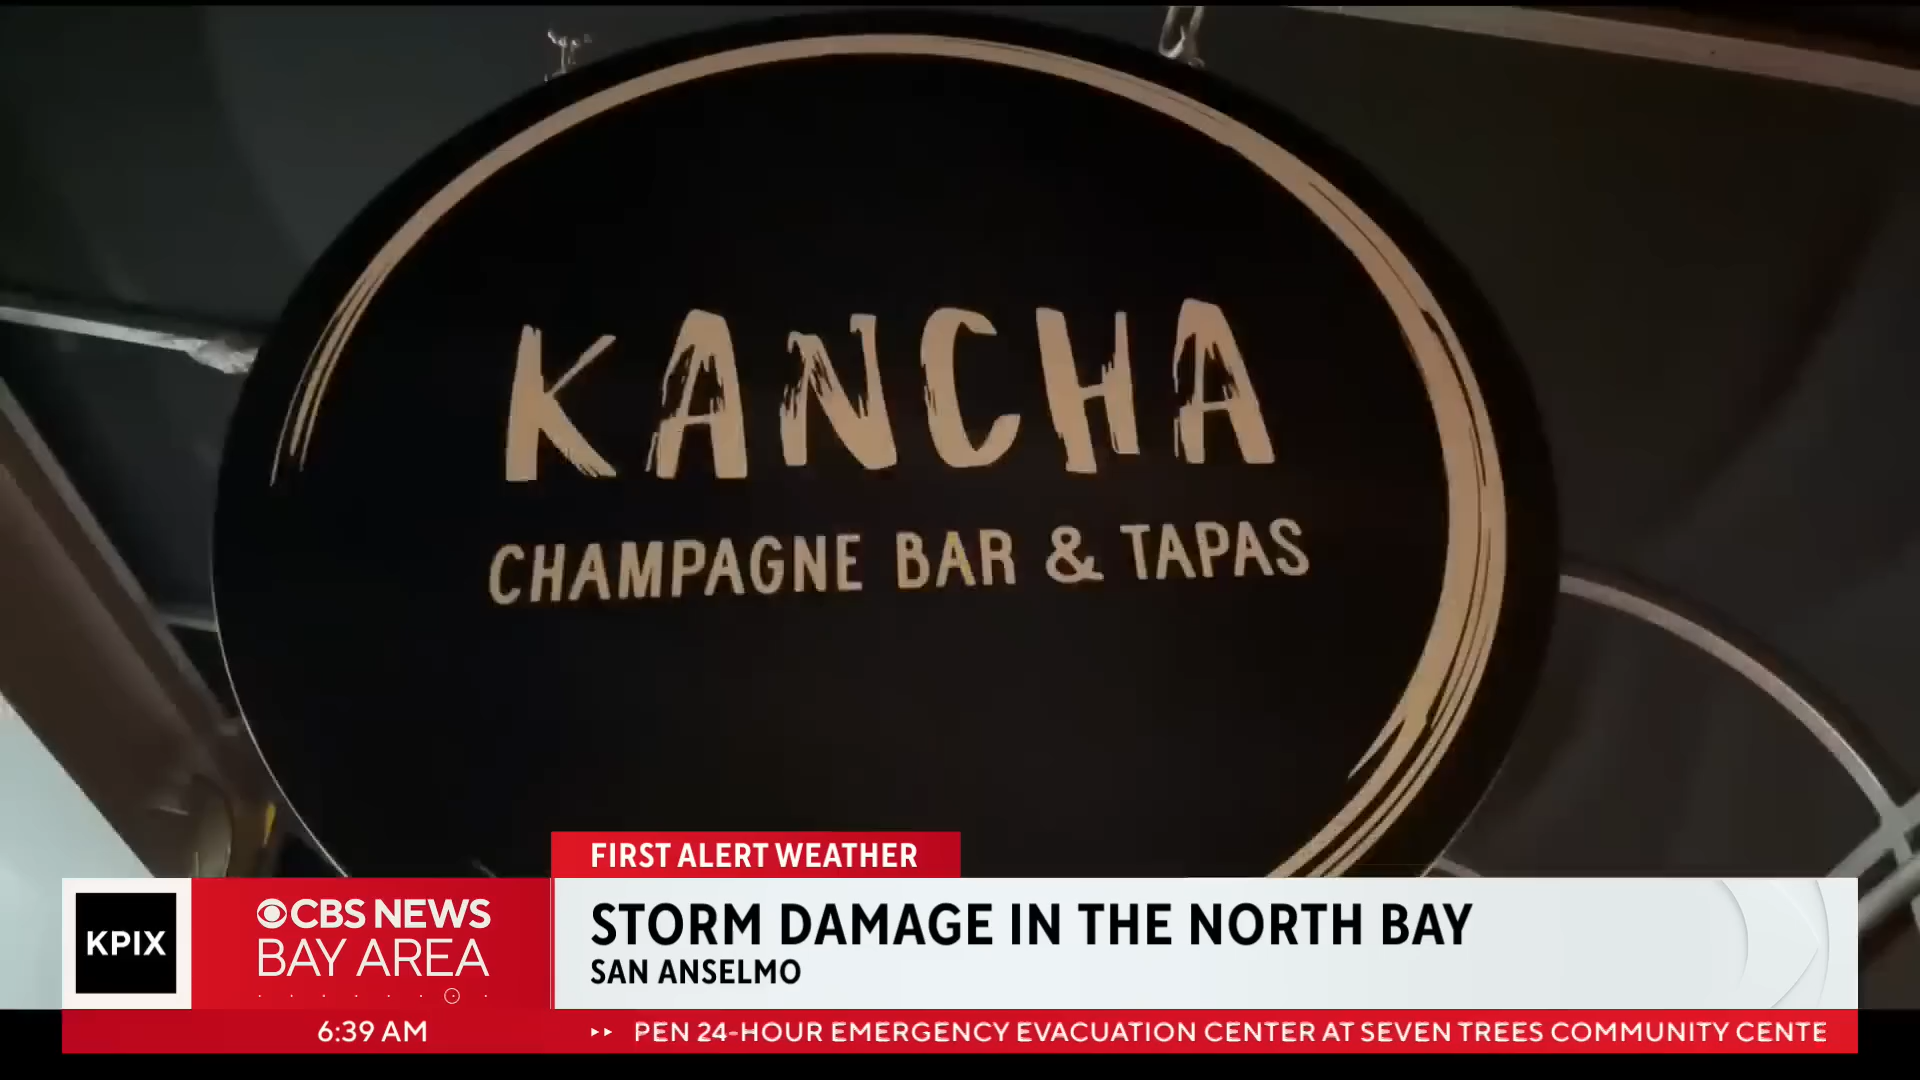 KANCHA
CHAMPAGNE BAR & TAPAS
FIRST ALERT WEATHER
STORM DAMAGE IN THE NORTH BAY
SAN ANSELMO
KPIX
CBS NEWS
BAY AREA
6:39 AM
PEN 24-HOUR EMERGENCY EVACUATION CENTER AT SEVEN TREES COMMUNITY CENTE